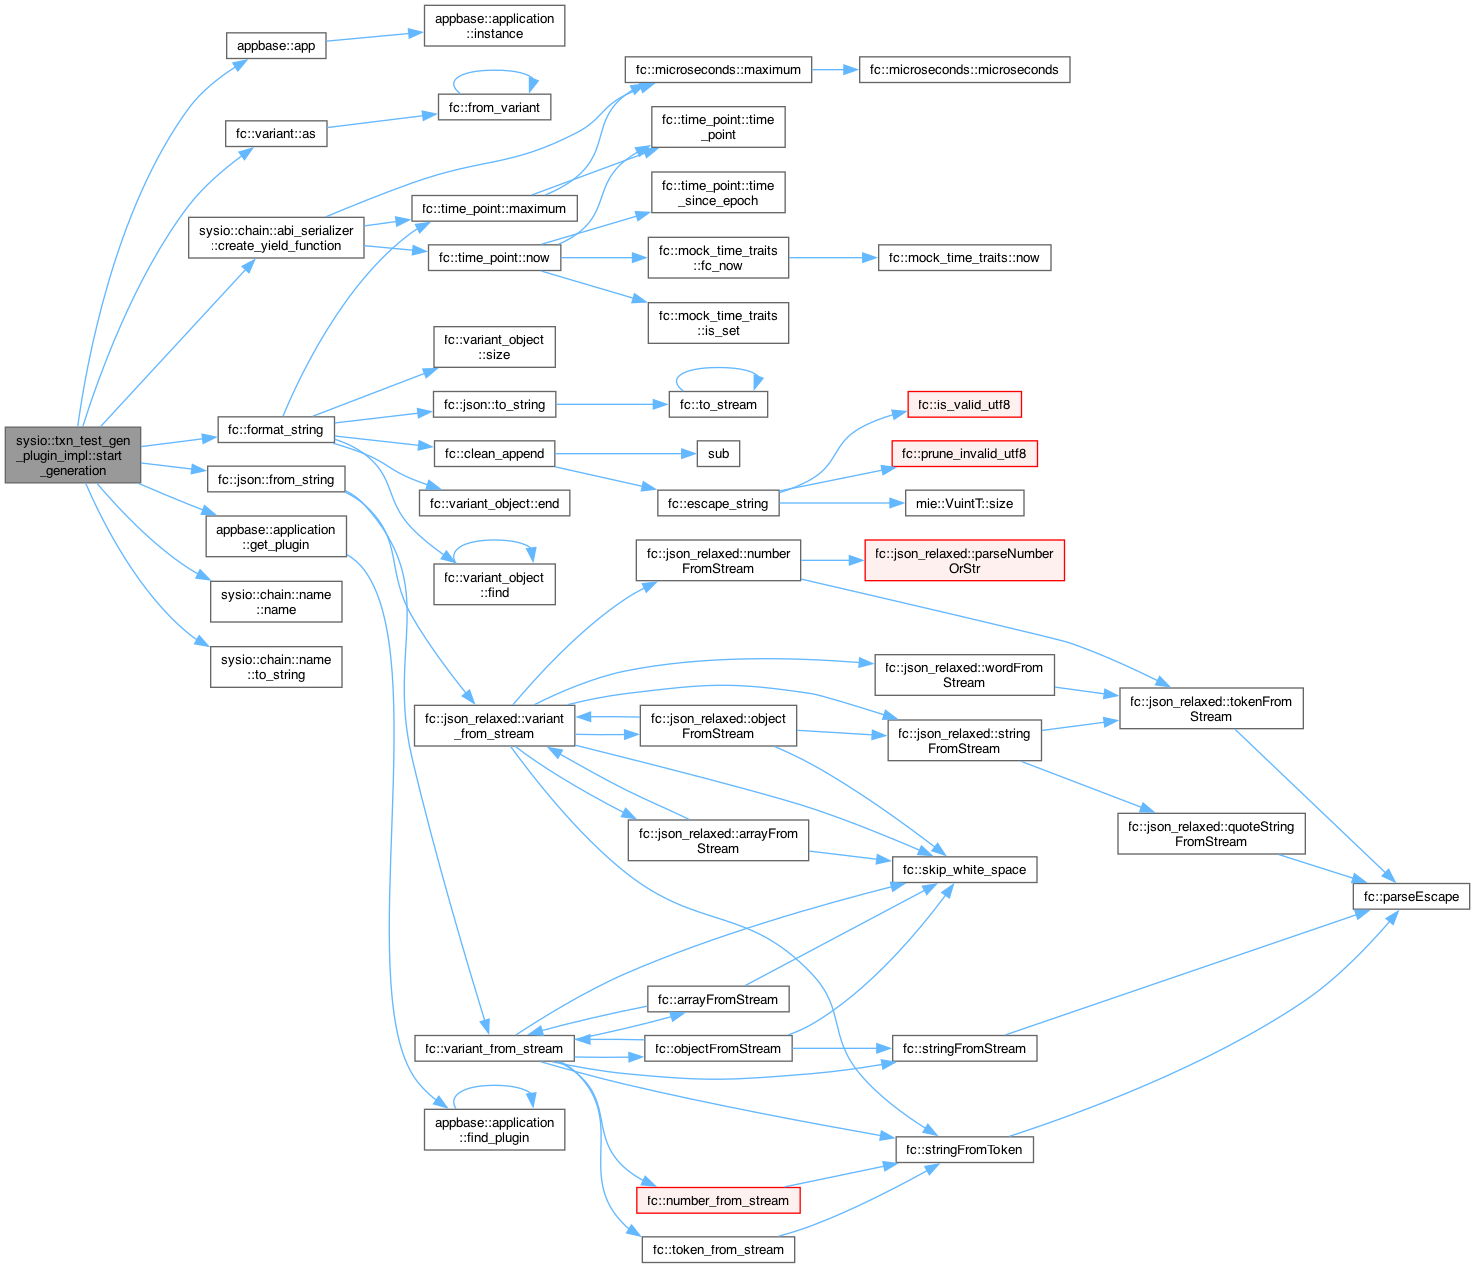 appbase::application
::instance
appbase::app
fc::microseconds::maximum
fc::microseconds::microseconds
fc::from_variant
fc::time_point::time
_point
fc::variant::as
fc::time_point::time
_since_epoch
fc::time_point::maximum
sysio::chain::abi_serializer
::create_yield_function
fc::time_point::now
fc::mock_time_traits
::fc_now
fc::mock_time_traits::now
fc::mock_time_traits
::is_set
fc::variant_object
::size
fc::json::to_string
fc::to_stream
fc::is_valid_utf8
fc::format_string
sysio::txn_test_gen
_plugin_impl::start
_generation
fc::clean_append
sub
fc::prune_invalid_utf8
fc::json::from_string
fc::variant_object::end
fc::escape_string
mie::VuintT::size
appbase::application
::get_plugin
fc::json_relaxed::number
FromStream
fc::json_relaxed::parseNumber
OrStr
fc::variant_object
::find
sysio::chain::name
::name
sysio::chain::name
::to_string
fc::json_relaxed::wordFrom
Stream
fc::json_relaxed::tokenFrom
Stream
fc::json_relaxed::variant
_from_stream
fc::json_relaxed::object
FromStream
fc::json_relaxed::string
FromStream
fc::json_relaxed::arrayFrom
Stream
fc::json_relaxed::quoteString
FromStream
fc::skip_white_space
fc::parseEscape
fc::arrayFromStream
fc::variant_from_stream
fc::objectFromStream
fc::stringFromStream
appbase::application
::find_plugin
fc::stringFromToken
fc::number_from_stream
fc::token_from_stream